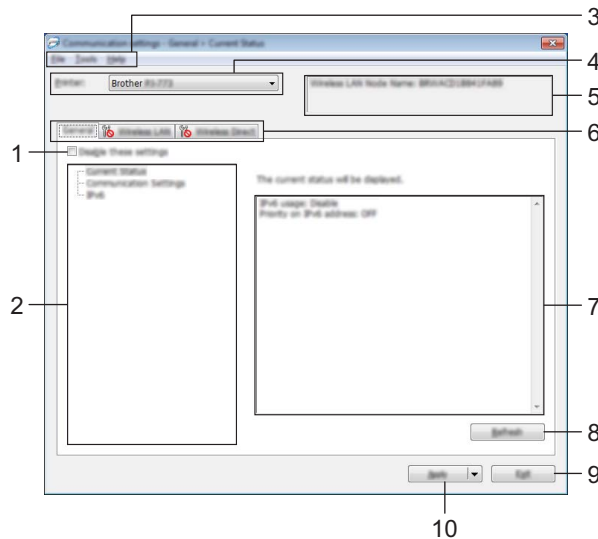 3
Communication settings - General > Current Status
File Tools Help
4
Printer:
Brother PJ-773
Wireless LAN Node Name:
5
General
Wireless LAN
Wireless Direct
6
1
Disable these settings
Current Status
Communication Settings
IPv6
The current status will be displayed.
IPv6 usage: Disable
Priority on IPv6 address: OFF
2
7
Refresh
8
Apply
Exit
9
10